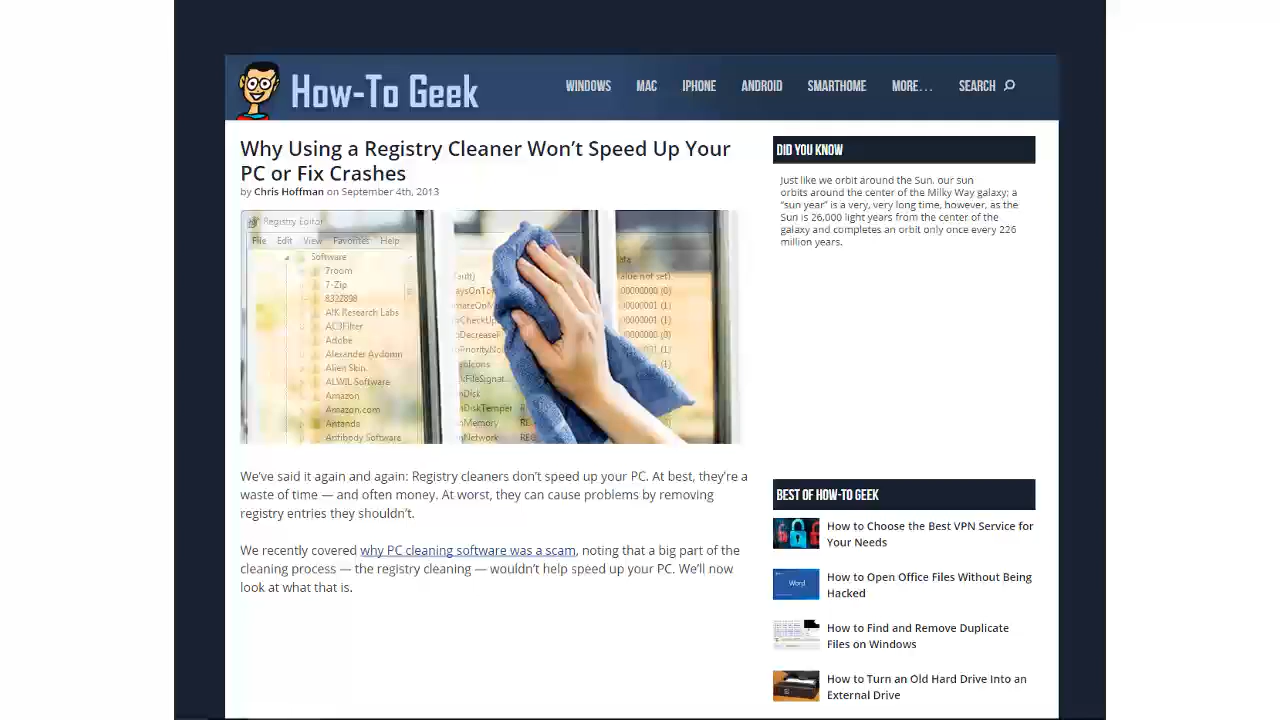 How-To Geek
WINDOWS MAC IPHONE ANDROID SMARTHOME MORE... SEARCH
Why Using a Registry Cleaner Won't Speed Up Your
PC or Fix Crashes
by Chris Hoffman on September 4th, 2013
Registry Editor
File Edit View Favorites Help
Software
7room
7-Zip
8322898
A!K Research Labs
AC3Filter
Adobe
Alien Skin
ALWIL Software
Amazon
Amazon.com
Antanda
Antibody Software
We've said it again and again: Registry cleaners don't speed up your PC. At best, they're a
waste of time — and often money. At worst, they can cause problems by removing
registry entries they shouldn't.
We recently covered why PC cleaning software was a scam, noting that a big part of the
cleaning process — the registry cleaning — wouldn't help speed up your PC. We'll now
look at what that is.
DID YOU KNOW
Just like we orbit around the Sun, our sun
orbits around the center of the Milky Way galaxy; a
"sun year" is a very, very long time, however, as the
Sun is 26,000 light years from the center of the
galaxy and completes an orbit only once every 226
million years.
BEST OF HOW-TO GEEK
How to Choose the Best VPN Service for
Your Needs
Word
How to Open Office Files Without Being
Hacked
How to Find and Remove Duplicate
Files on Windows
How to Turn an Old Hard Drive Into an
External Drive